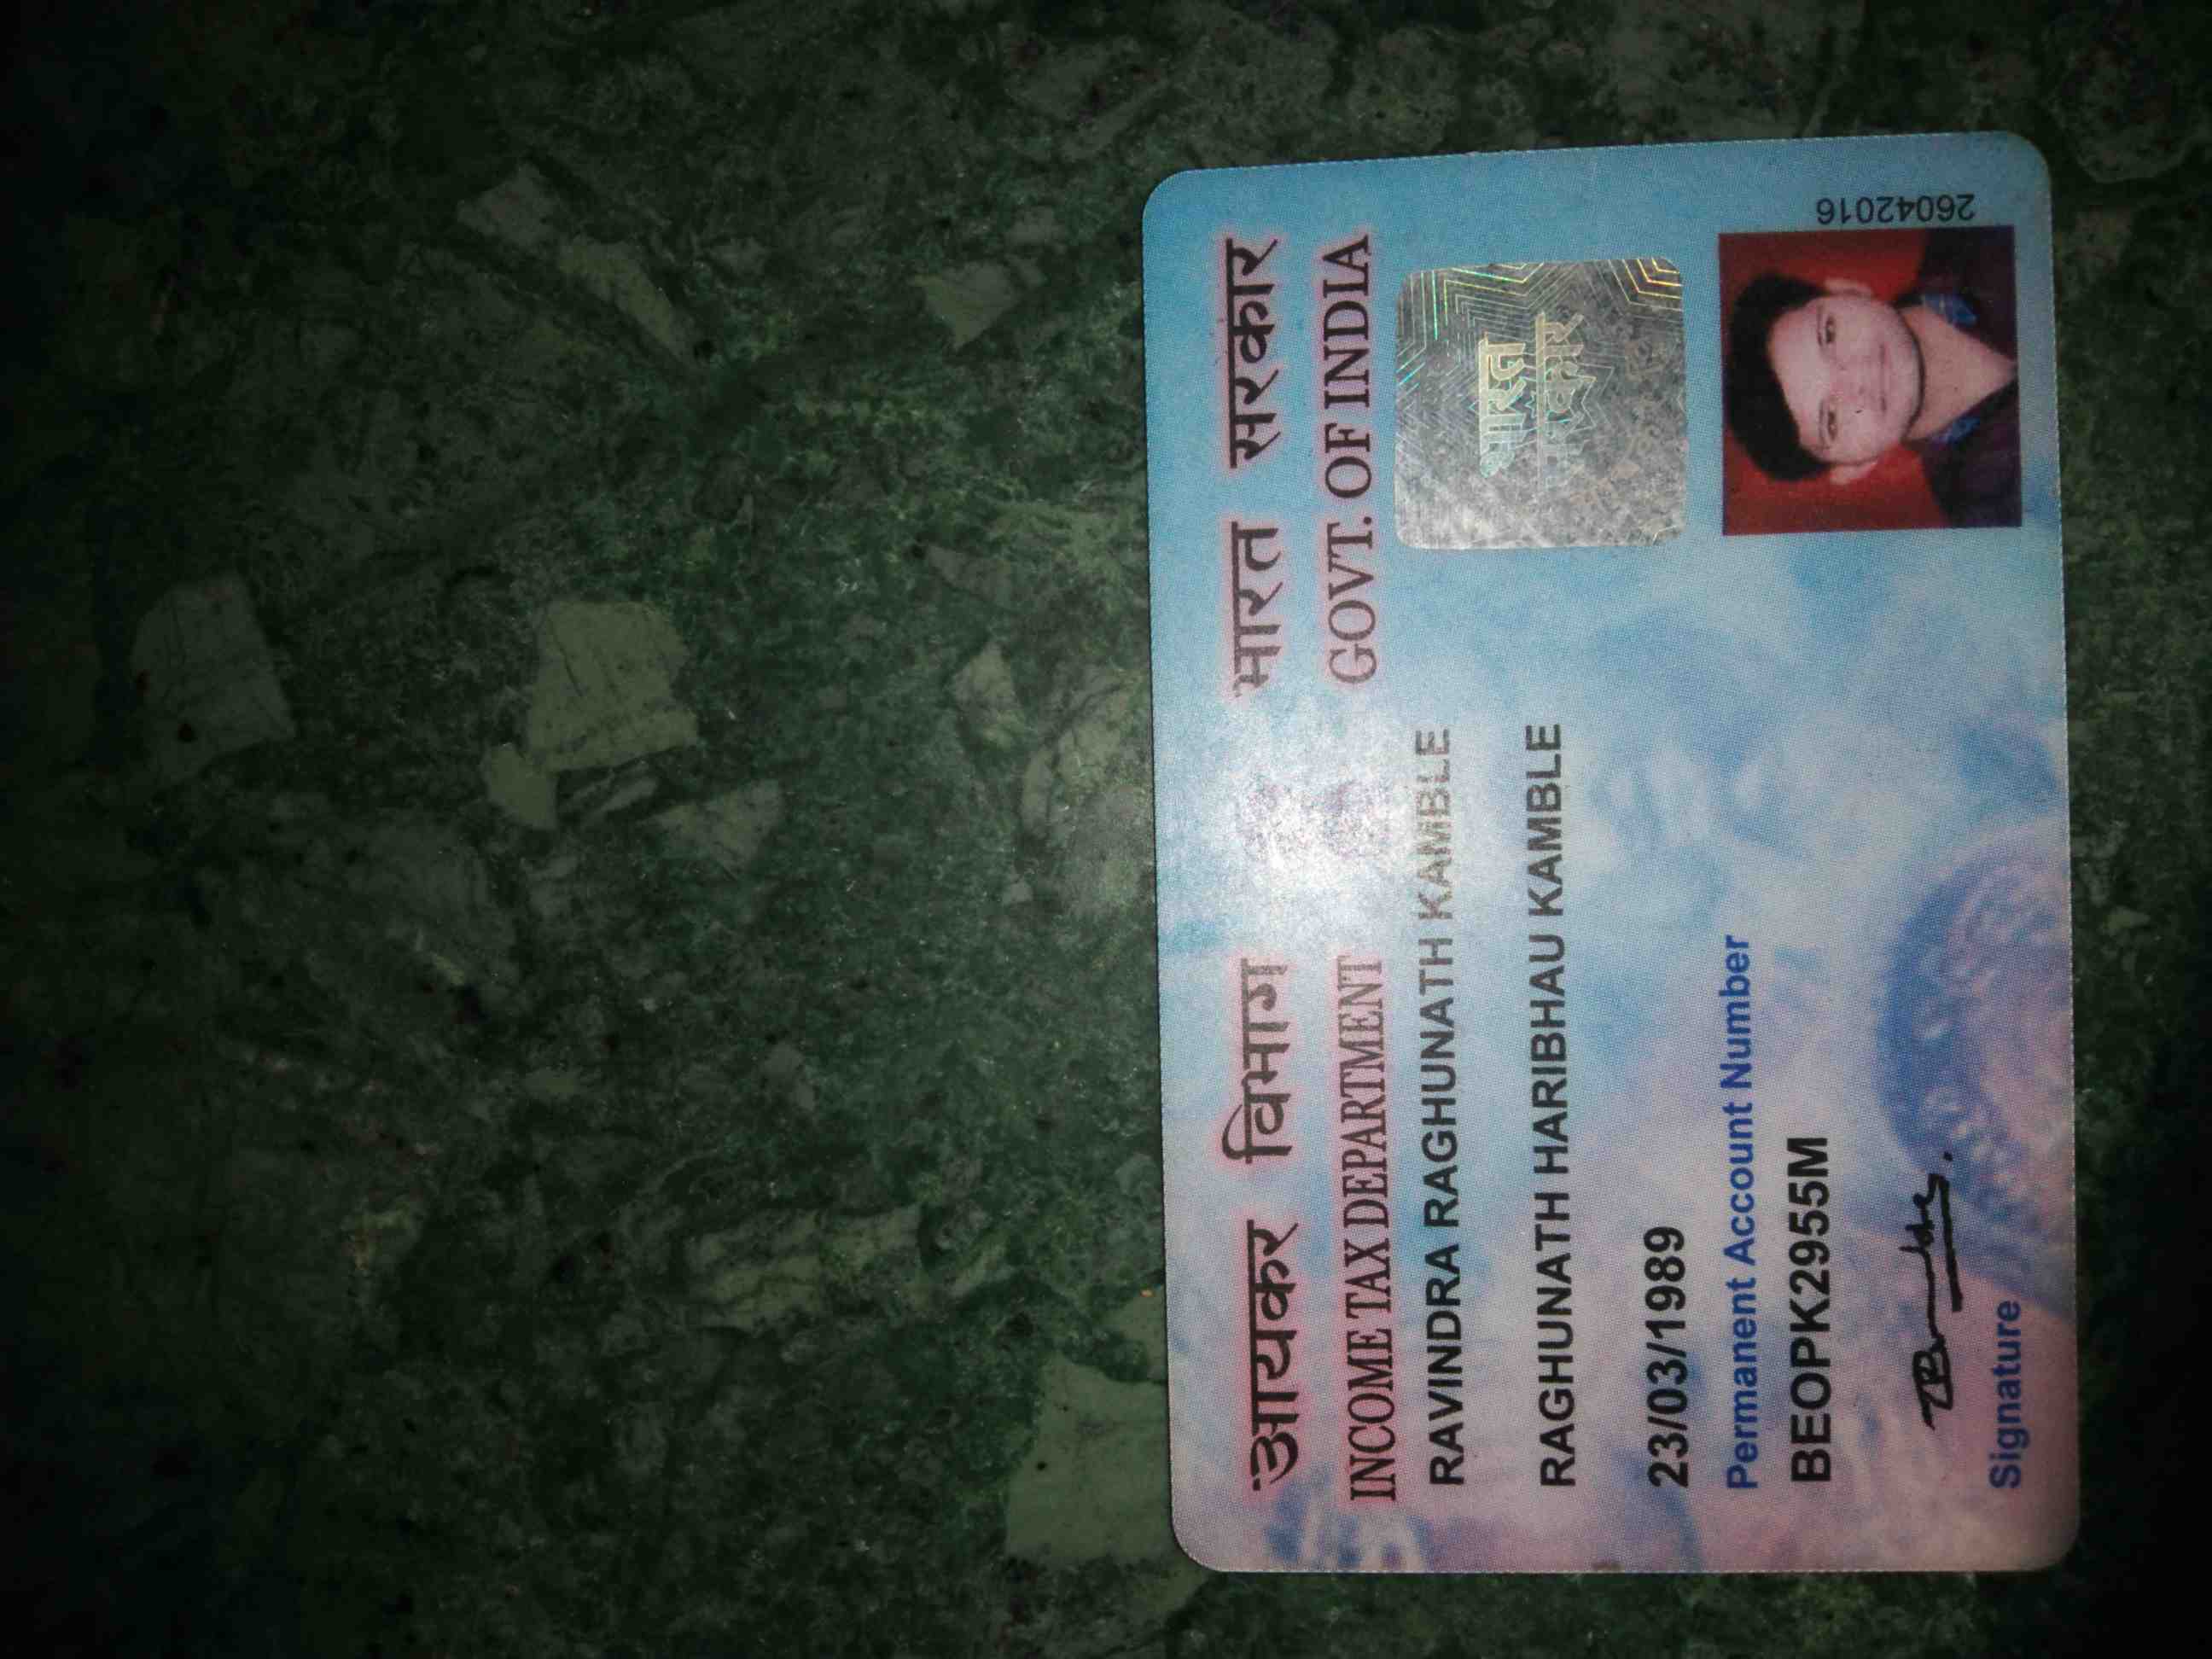 आयकर विभाग भारत सरकार
INCOME TAX DEPARTMENT GOVT. OF INDIA
RAVINDRA RAGHUNATH KAMBLE
RAGHUNATH HARIBHAU KAMBLE
23/03/1989
Permanent Account Number
BEOPK2955M
Signature
भारत सरकार
26042016